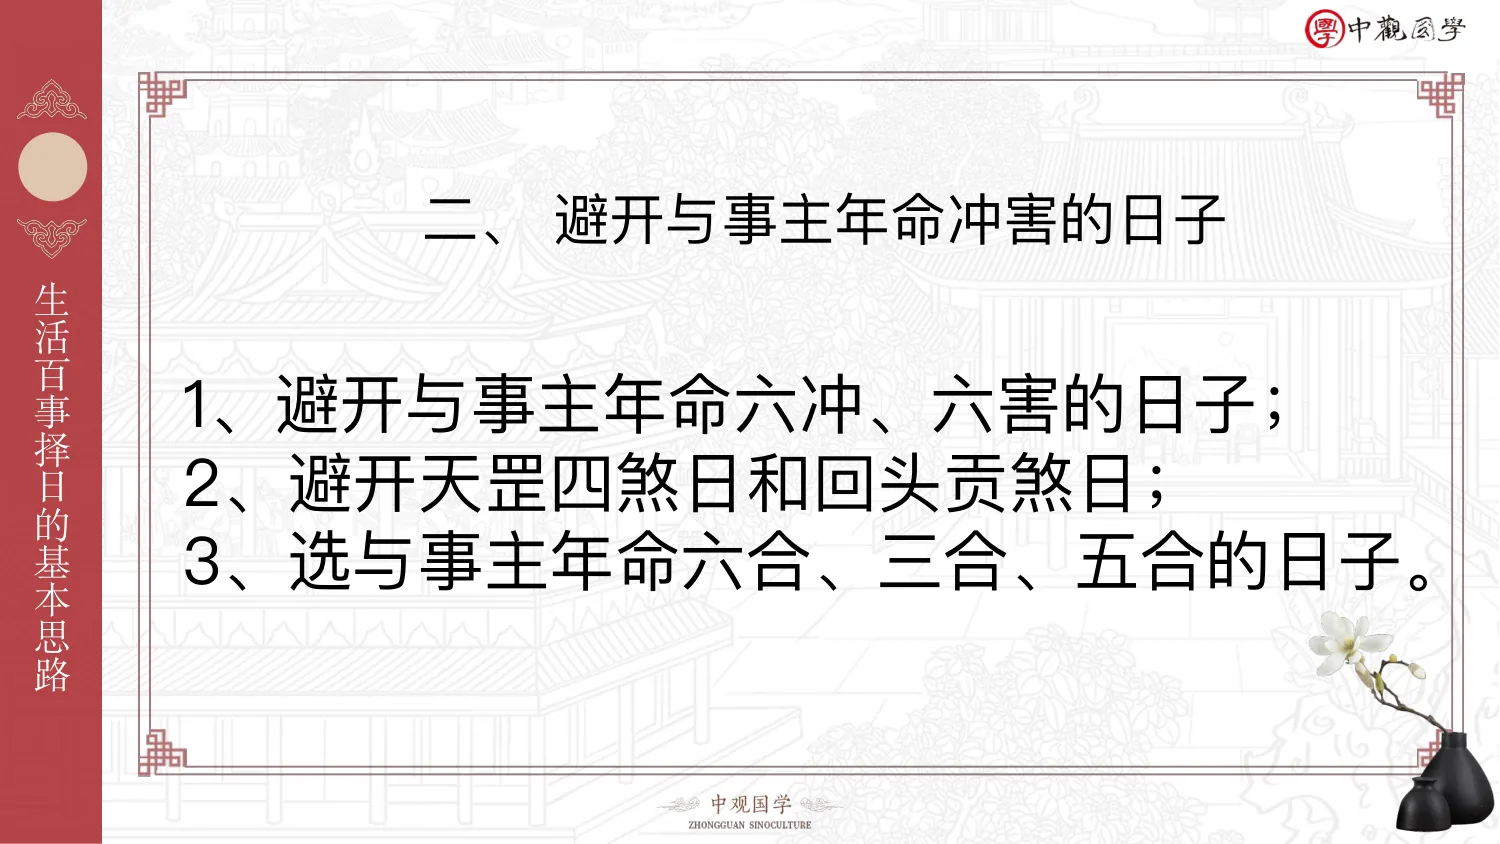 中觀国學
生活百事择日的基本思路
二、 避开与事主年命冲害的日子
1、避开与事主年命六冲、六害的日子；
2、避开天罡四煞日和回头贡煞日；
3、选与事主年命六合、三合、五合的日子。
中观国学
ZHONGGUAN SINOCULTURE